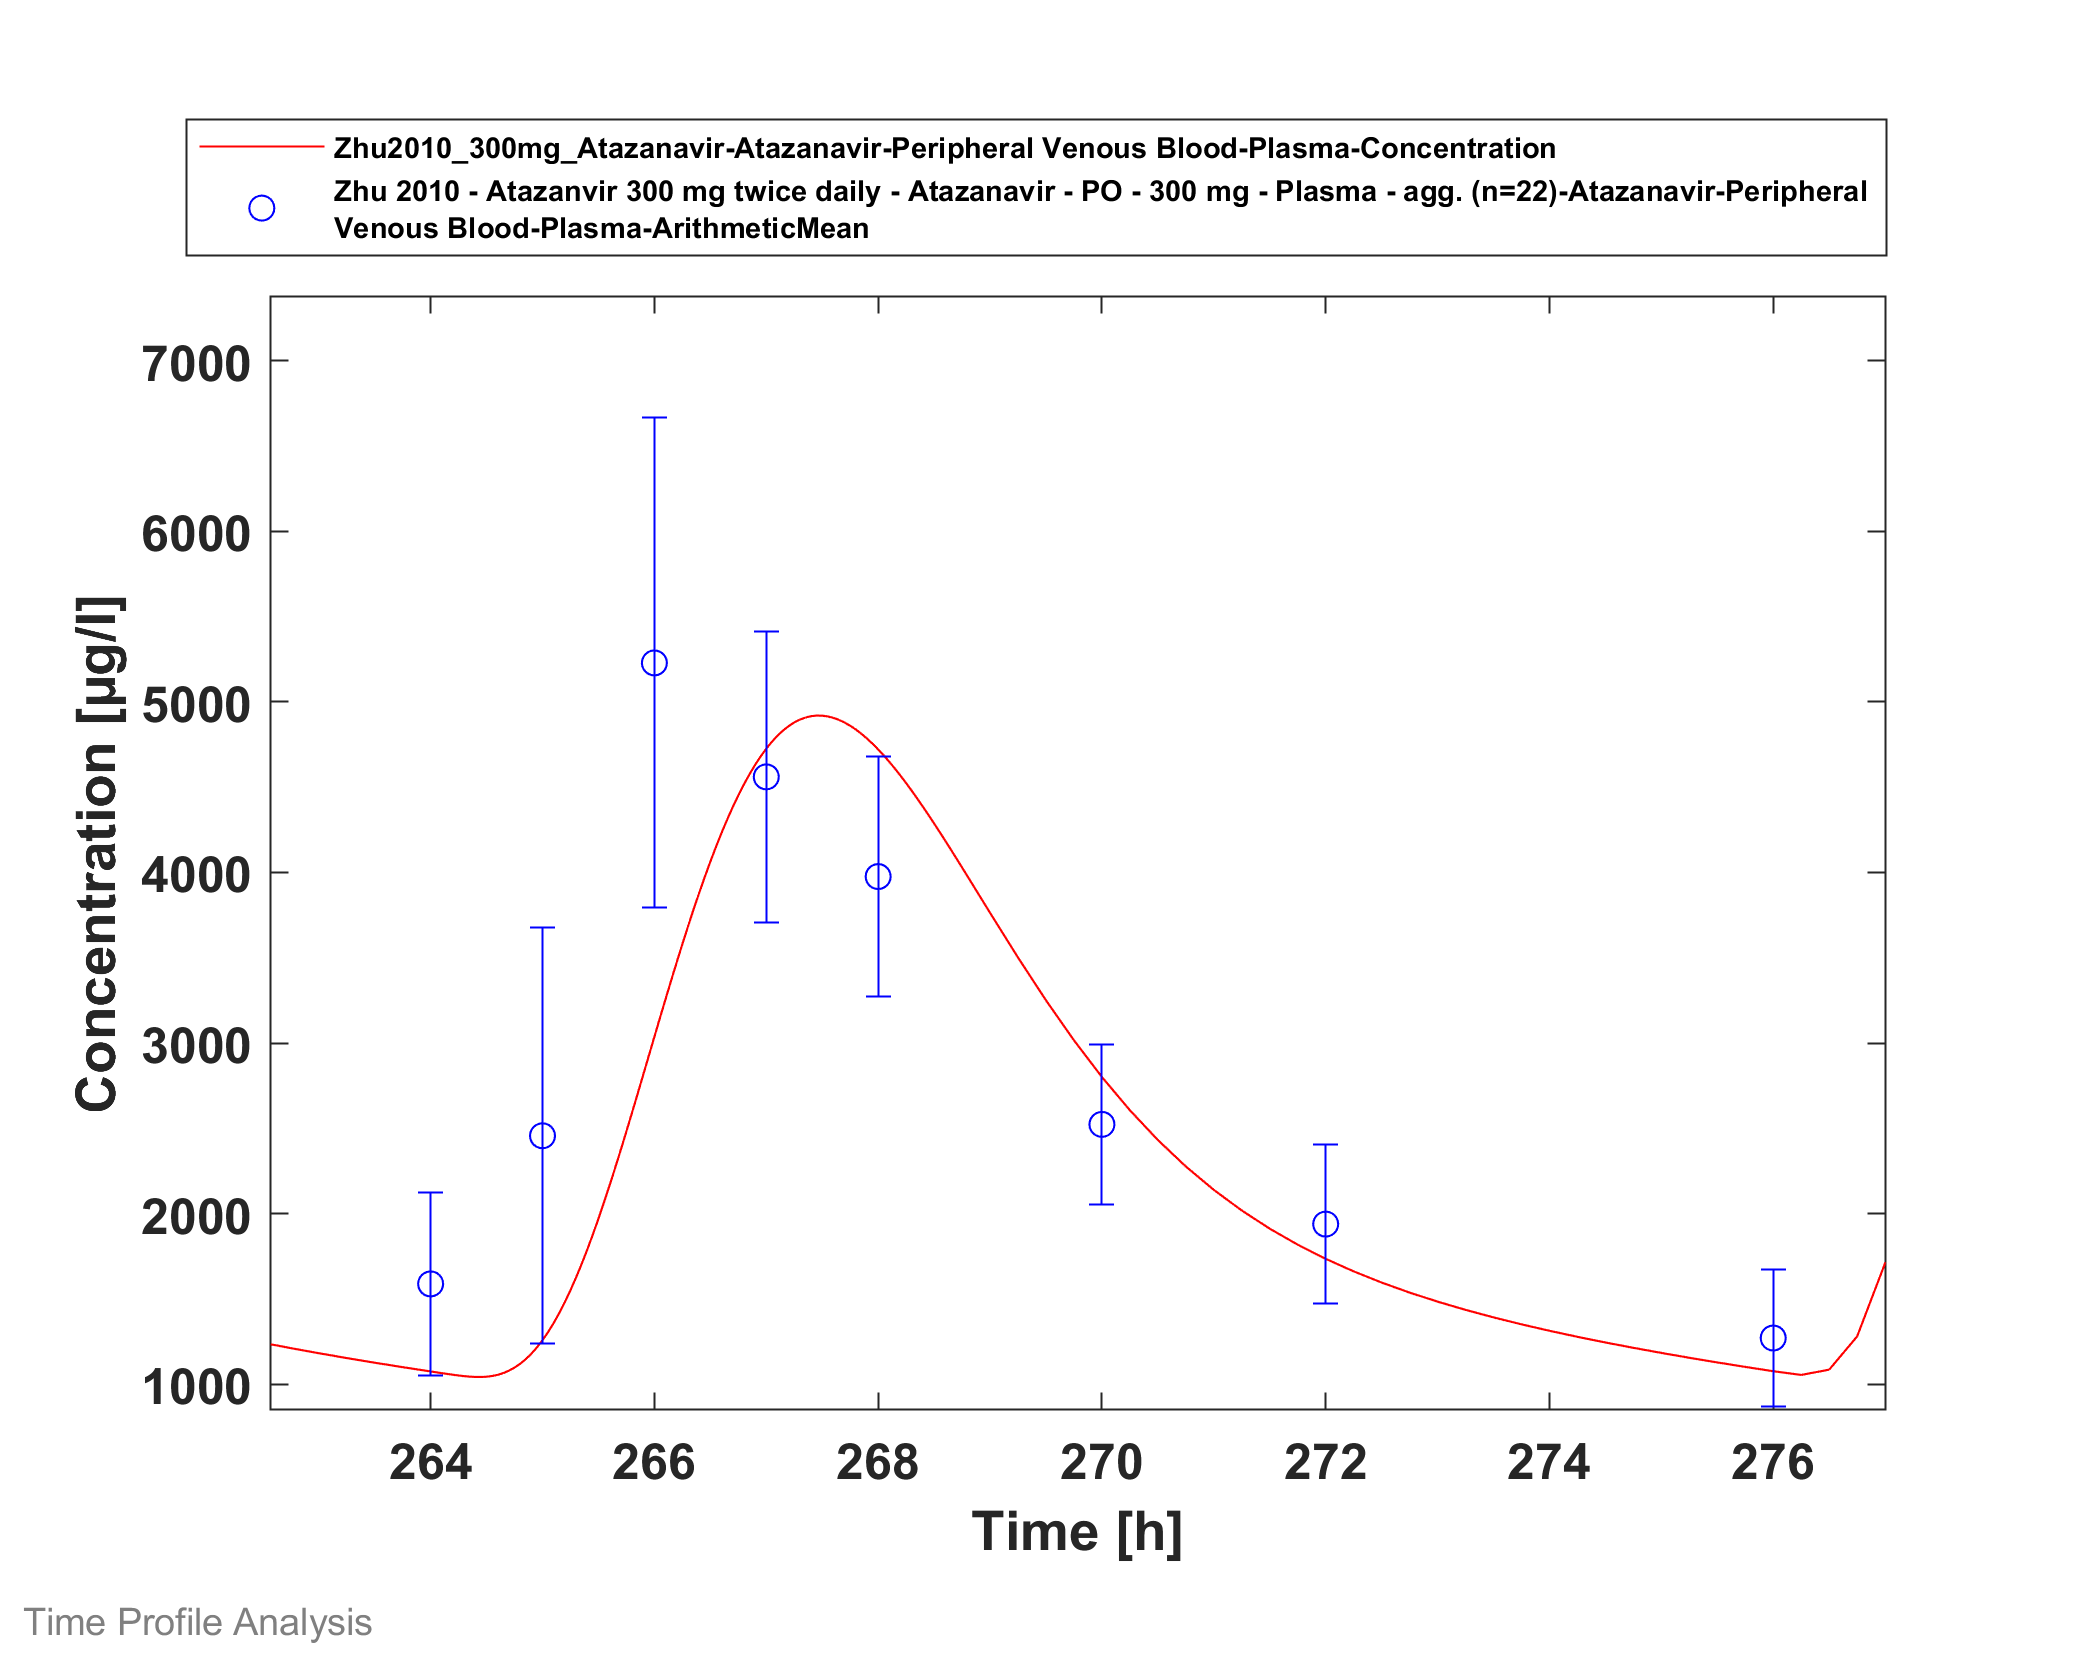 Zhu2010_300mg_Atazanavir-Atazanavir-Peripheral Venous Blood-Plasma-Concentration
Zhu 2010 - Atazanvir 300 mg twice daily - Atazanavir - PO - 300 mg - Plasma - agg. (n=22)-Atazanavir-Peripheral
Venous Blood-Plasma-ArithmeticMean
7000
6000
5000
4000
3000
2000
1000
Concentration [µg/l]
264 266 268 270 272 274 276
Time [h]
Time Profile Analysis